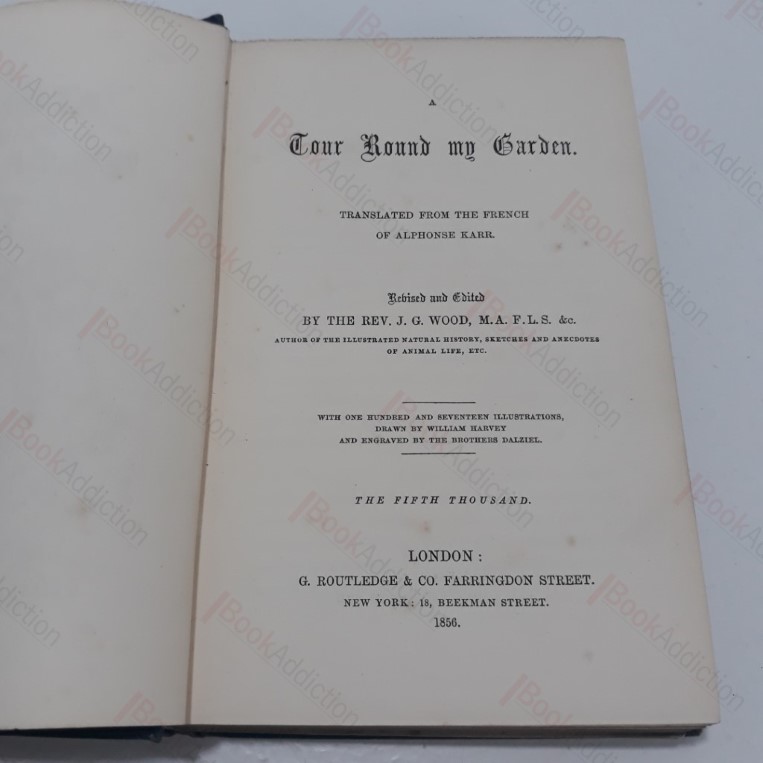 A
Tour Round my Garden.
TRANSLATED FROM THE FRENCH
OF ALPHONSE KARR.
Revised and Edited
BY THE REV. J. G. WOOD, M.A. F.L.S. &c.
AUTHOR OF THE ILLUSTRATED NATURAL HISTORY, SKETCHES AND ANECDOTES
OF ANIMAL LIFE, ETC.
WITH ONE HUNDRED AND SEVENTEEN ILLUSTRATIONS,
DRAWN BY WILLIAM HARVEY
AND ENGRAVED BY THE BROTHERS DALZIEL.
THE FIFTH THOUSAND.
LONDON:
G. ROUTLEDGE & CO. FARRINGDON STREET.
NEW YORK: 18, BEEKMAN STREET.
1856.
BookAddiction